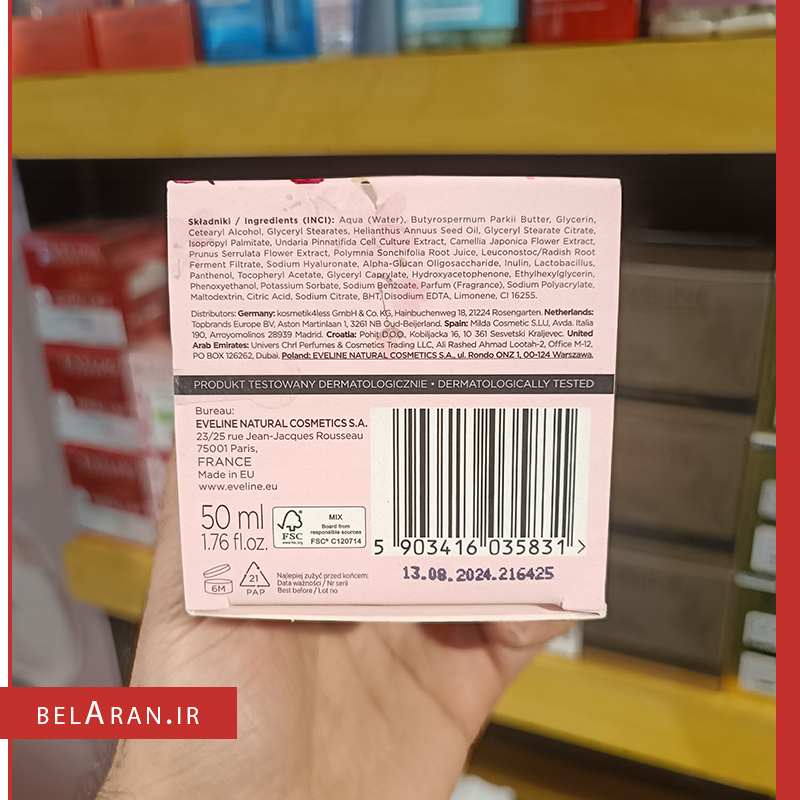 Składniki / Ingredients (INCI): Aqua (Water), Butyrospermum Parkii Butter, Glycerin,
Cetearyl Alcohol, Glyceryl Stearates, Helianthus Annuus Seed Oil, Glyceryl Stearate Citrate,
Isopropyl Palmitate, Undaria Pinnatifida Cell Culture Extract, Camellia Japonica Flower Extract,
Prunus Serrulata Flower Extract, Polymnia Sonchifolia Root Juice, Leuconostoc/Radish Root
Ferment Filtrate, Sodium Hyaluronate, Alpha-Glucan Oligosaccharide, Inulin, Lactobacillus,
Panthenol, Tocopheryl Acetate, Glyceryl Caprylate, Hydroxyacetophenone, Ethylhexylglycerin,
Phenoxyethanol, Potassium Sorbate, Sodium Benzoate, Parfum (Fragrance), Sodium Polyacrylate,
Maltodextrin, Citric Acid, Sodium Citrate, BHT, Disodium EDTA, Limonene, CI 16255.
Distributors: Germany: kosmetik4less GmbH & Co. KG, Hainbuchenweg 18, 21224 Rosengarten. Netherlands:
Topbrands Europe BV, Aston Martinlaan 1, 3261 NB Oud-Beijerland. Spain: Milda Cosmetic S.L.U, Avda. Italia
190, Arroyomolinos 28939 Madrid. Croatia: Pohit D.O.O, Kobiljacka 16, 10 361 Sesvetski Kraljevec. United
Arab Emirates: Univers Chrl Perfumes & Cosmetics Trading LLC, Ali Rashed Ahmad Lootah-2, Office M-12,
PO BOX 126262, Dubai. Poland: EVELINE NATURAL COSMETICS S.A., ul. Rondo ONZ 1, 00-124 Warszawa.
PRODUKT TESTOWANY DERMATOLOGICZNIE • DERMATOLOGICALLY TESTED
Bureau:
EVELINE NATURAL COSMETICS S.A.
23/25 rue Jean-Jacques Rousseau
75001 Paris,
FRANCE
Made in EU
www.eveline.eu
50 ml
1.76 fl.oz.
FSC
www.fsc.org
MIX
Board from
responsible sources
FSC® C120714
5 903416 035831 >
13.08.2024.216425
6M
21
PAP
Najlepiej zużyć przed końcem:
Data ważności / Nr serii
Best before / Lot no
BELARAN.IR